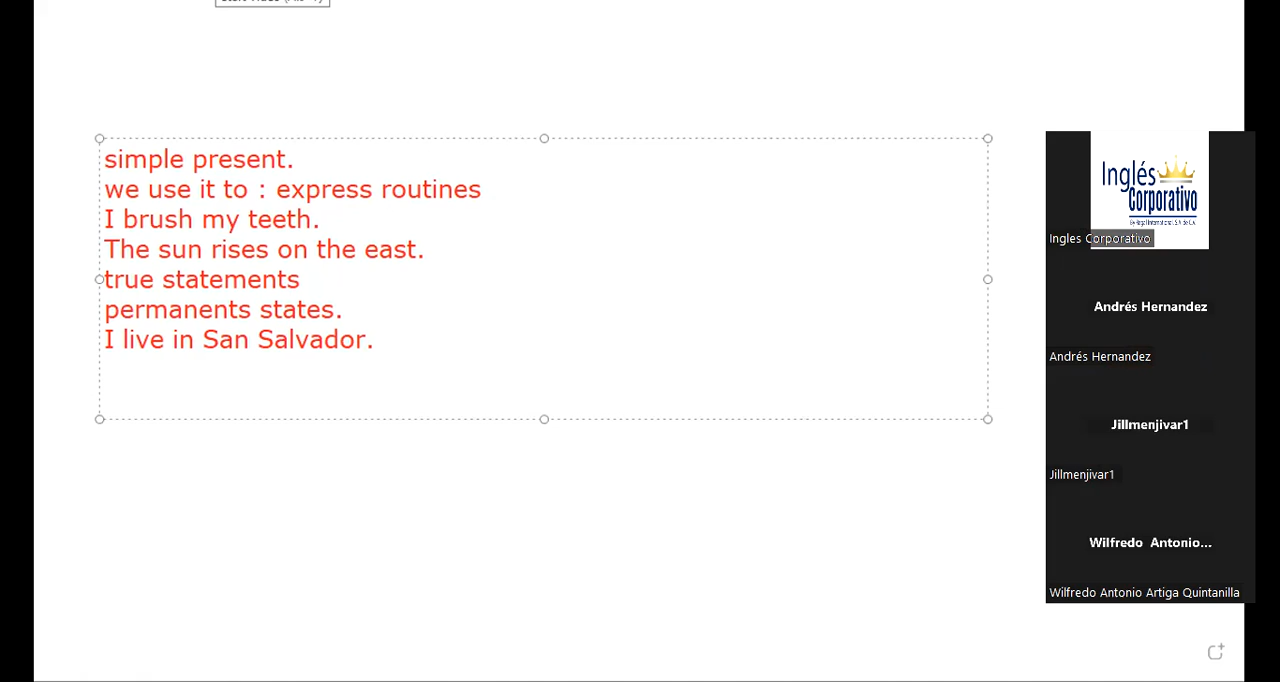 simple present.
we use it to : express routines
I brush my teeth.
The sun rises on the east.
true statements
permanents states.
I live in San Salvador.
Inglés
Corporativo
Ingles Corporativo
Andrés Hernandez
Andrés Hernandez
Jillmenjivar1
Jillmenjivar1
Wilfredo Antonio...
Wilfredo Antonio Artiga Quintanilla